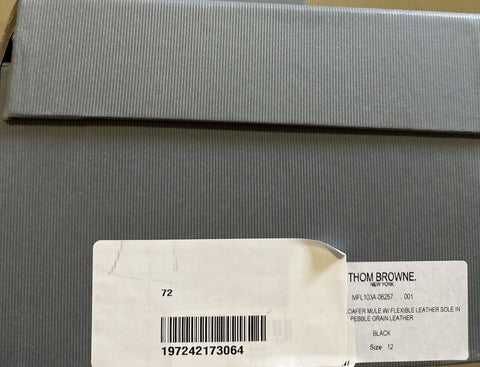 72
197242173064
THOM BROWNE.
NEW YORK
MFL103A-06257 001
LOAFER MULE W/ FLEXIBLE LEATHER SOLE IN
PEBBLE GRAIN LEATHER
BLACK
Size 12